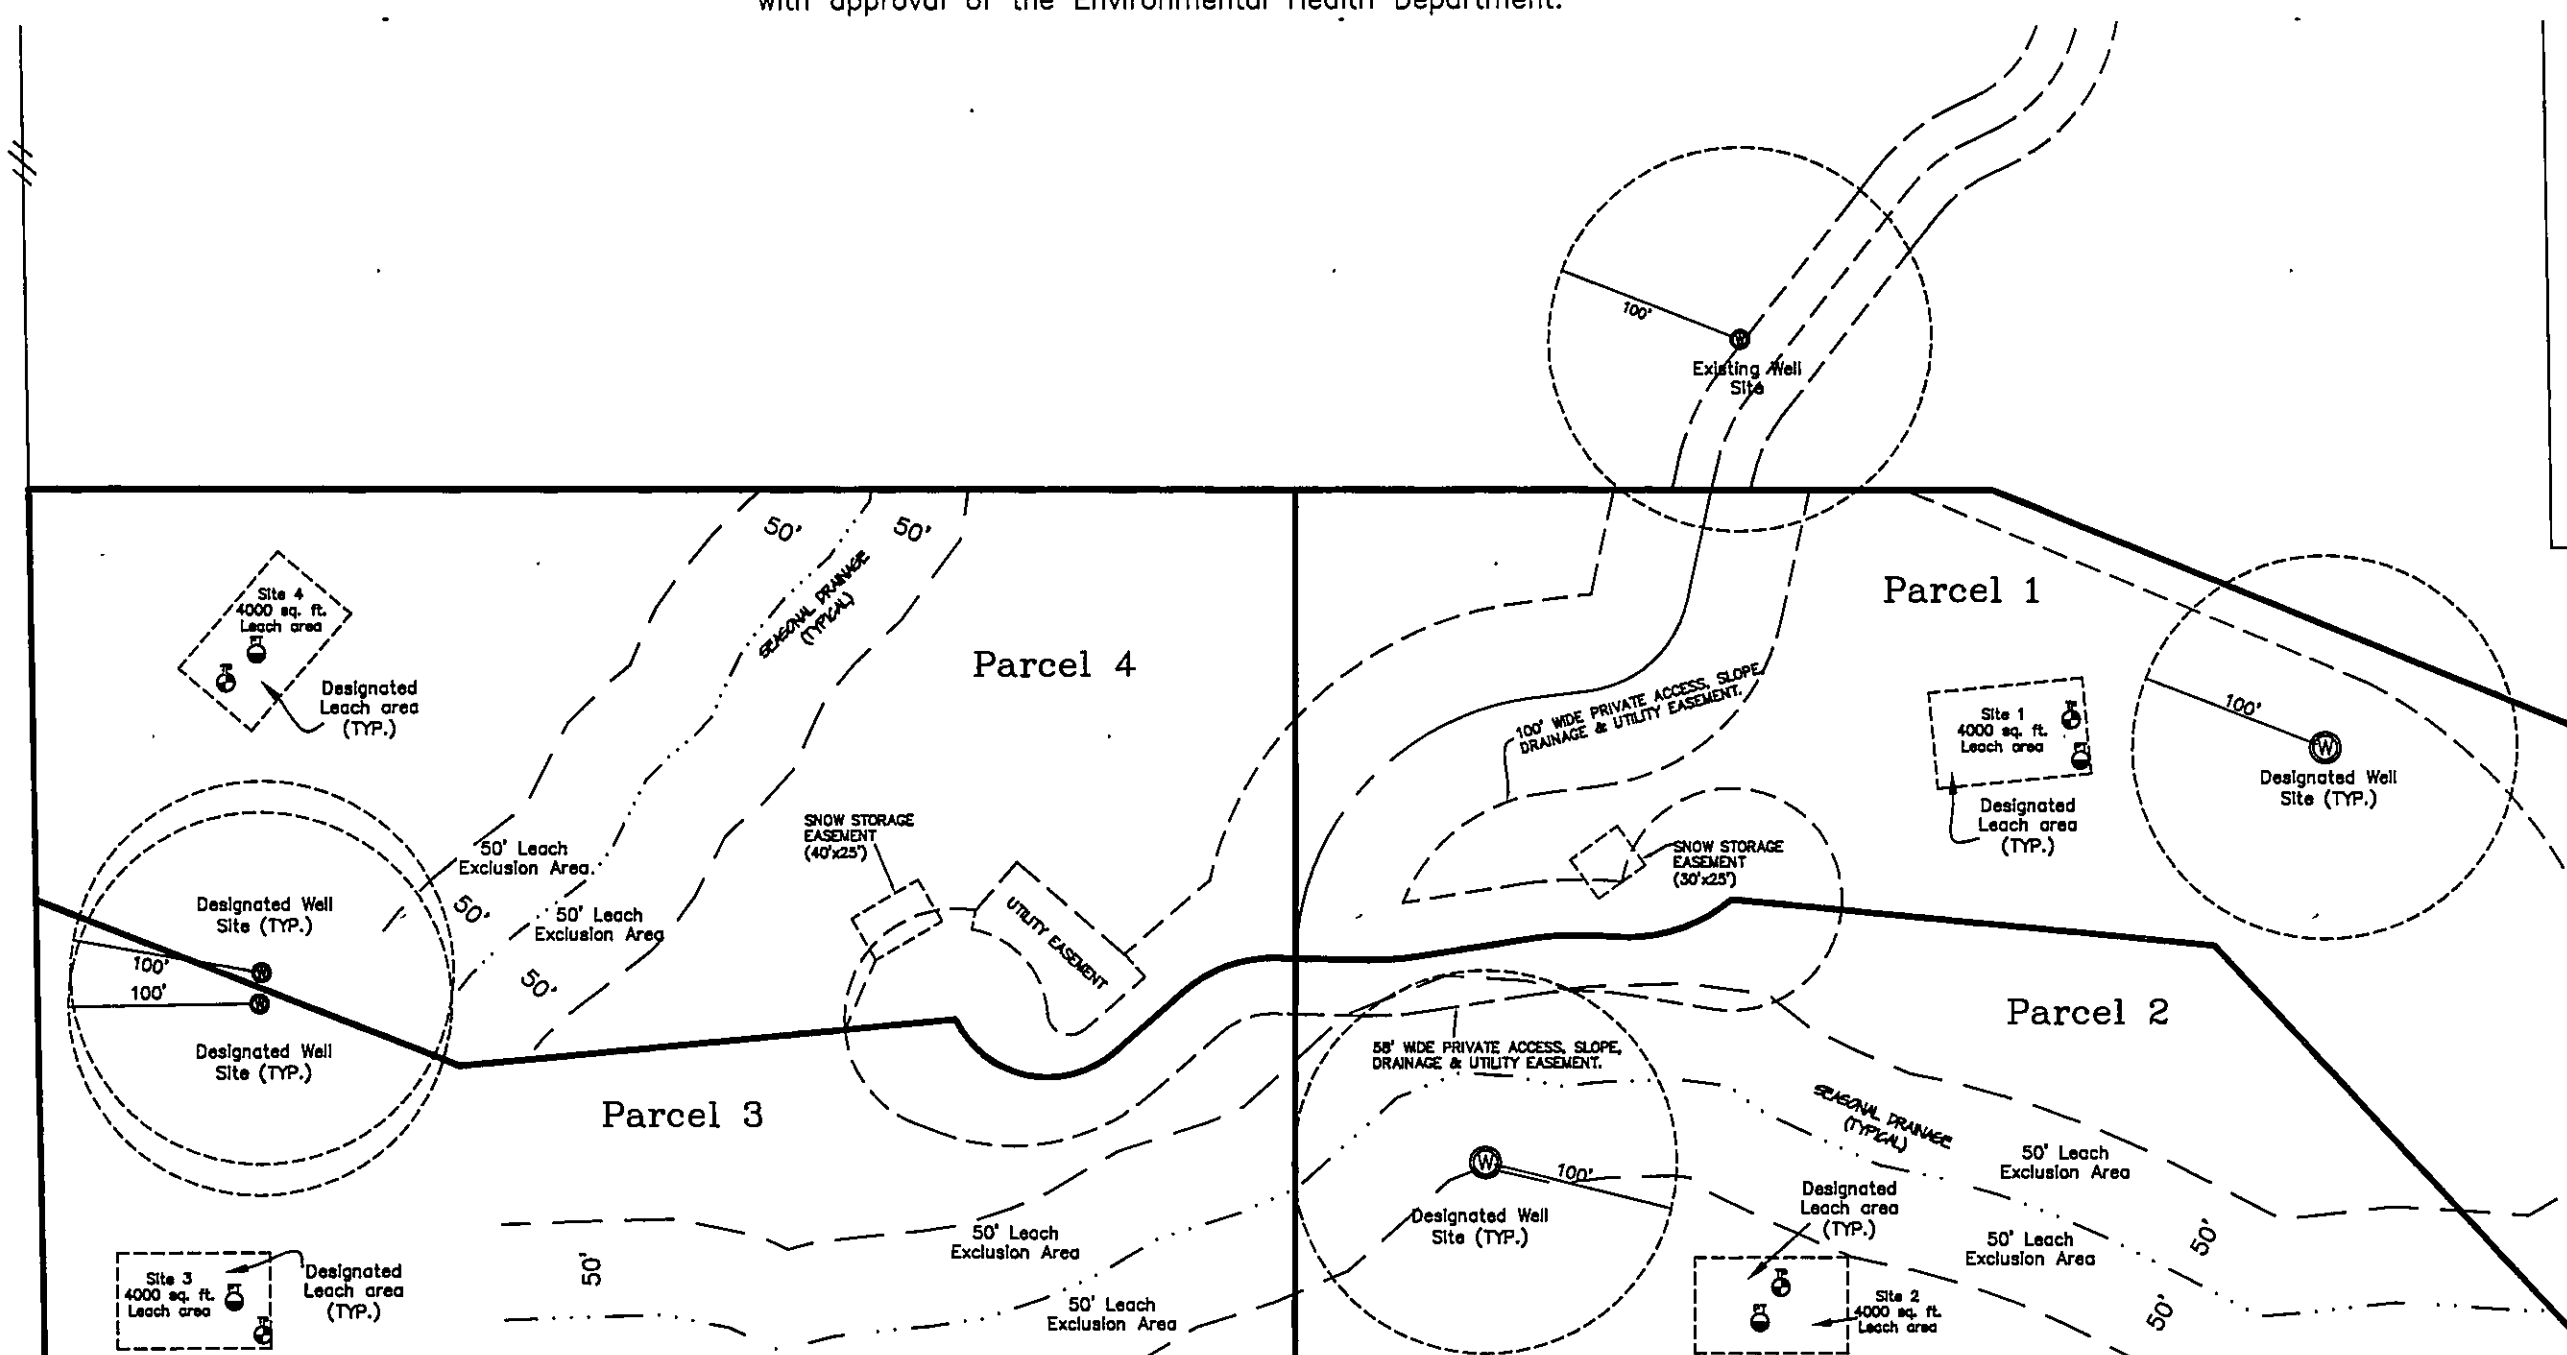 with approval of the Environmental Health Department.
100'
Existing Well
Site
50'
50'
SEASONAL DRAINAGE
(TYPICAL)
Site 4
4000 sq. ft.
Leach area
Designated
Leach area
(TYP.)
Parcel 4
Parcel 1
100' WIDE PRIVATE ACCESS, SLOPE,
DRAINAGE & UTILITY EASEMENT.
Site 1
4000 sq. ft.
Leach area
Designated
Leach area
(TYP.)
100'
W
Designated Well
Site (TYP.)
SNOW STORAGE
EASEMENT
(40'x25')
SNOW STORAGE
EASEMENT
(30'x25')
UTILITY EASEMENT
50' Leach
Exclusion Area.
50'
50' Leach
Exclusion Area
50'
Designated Well
Site (TYP.)
100'
W
100'
W
Designated Well
Site (TYP.)
Parcel 2
58' WIDE PRIVATE ACCESS, SLOPE,
DRAINAGE & UTILITY EASEMENT.
Parcel 3
SEASONAL DRAINAGE
(TYPICAL)
W
100'
Designated Well
Site (TYP.)
50' Leach
Exclusion Area
50' Leach
Exclusion Area
50'
50'
Designated
Leach area
(TYP.)
Site 2
4000 sq. ft.
Leach area
50' Leach
Exclusion Area
50' Leach
Exclusion Area
50'
Site 3
4000 sq. ft.
Leach area
Designated
Leach area
(TYP.)